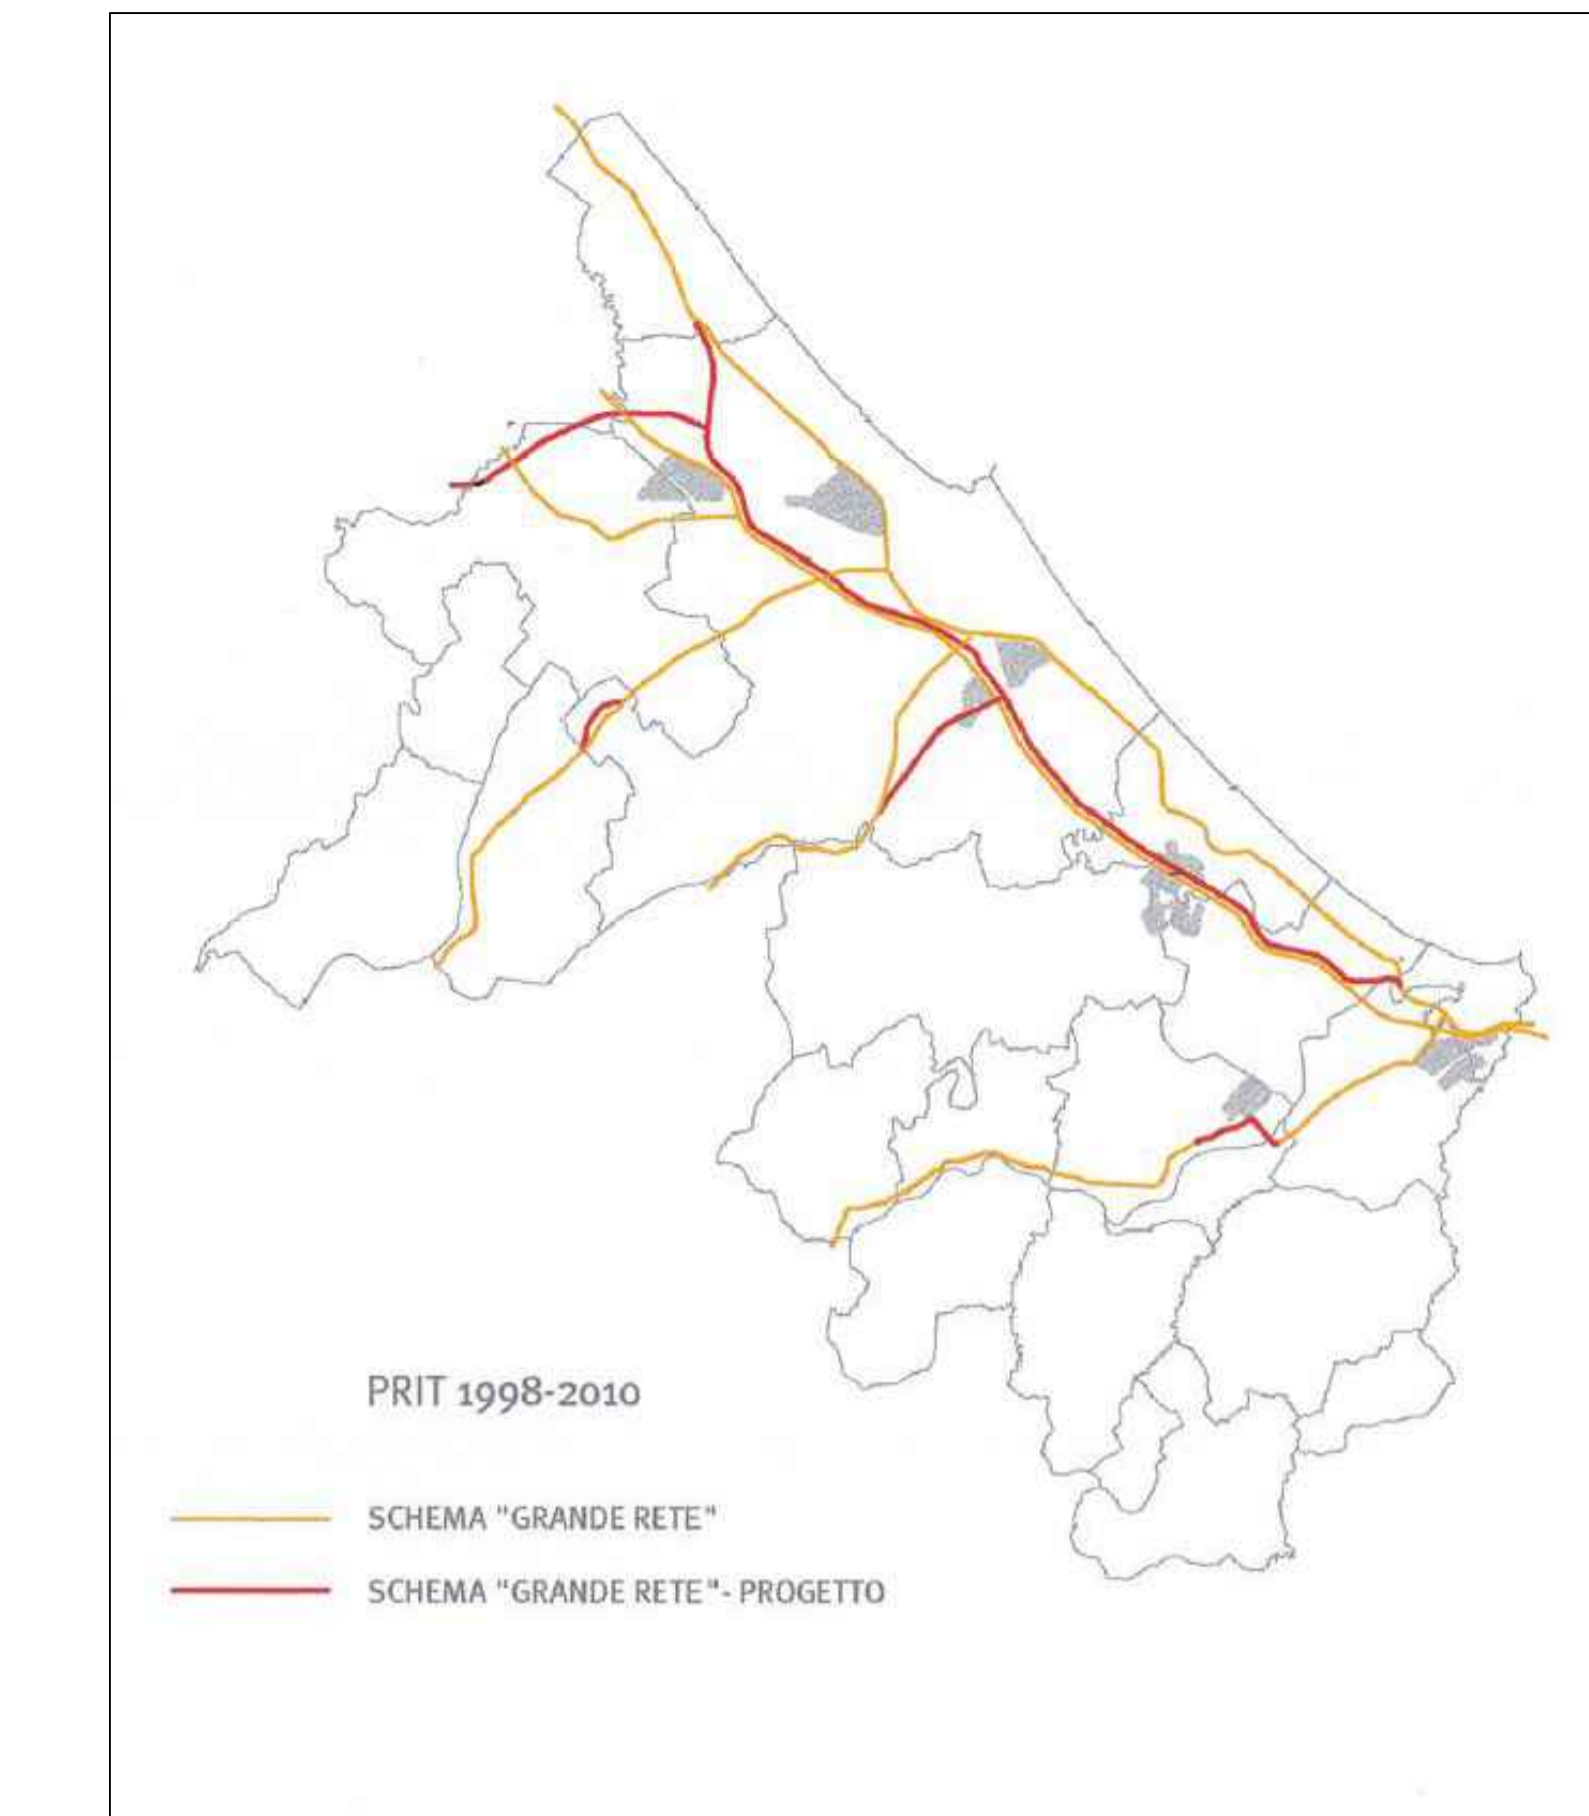 PRIT 1998-2010
SCHEMA "GRANDE RETE"
SCHEMA "GRANDE RETE"- PROGETTO